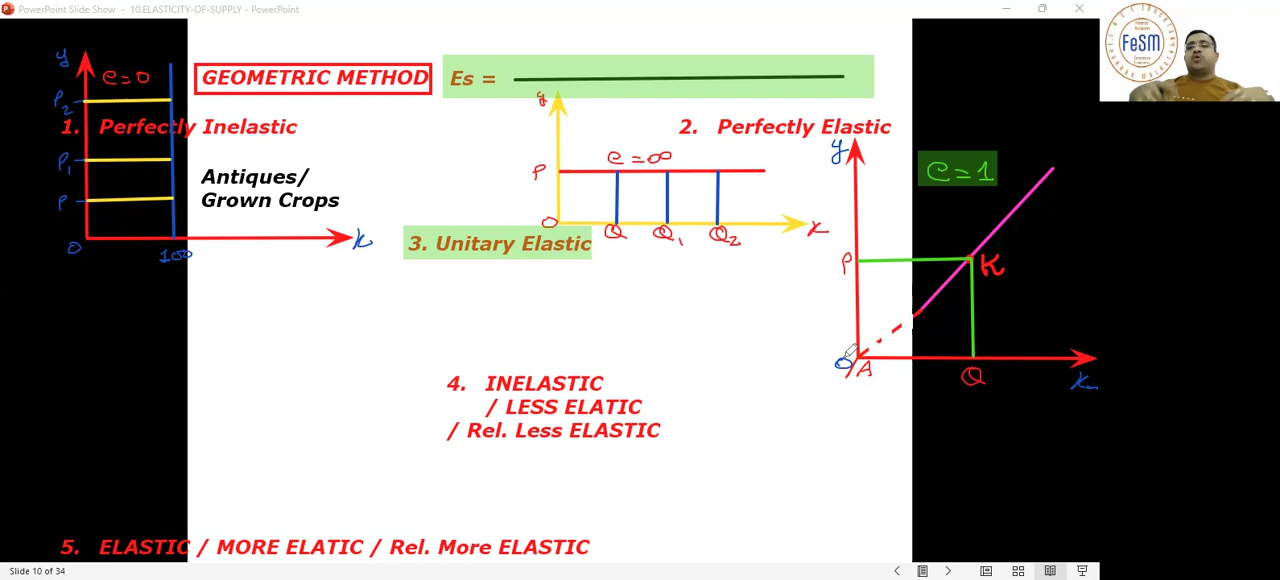 PowerPoint Slide Show - 10.ELASTICITY-OF-SUPPLY - PowerPoint
FeSM
y
e=0
GEOMETRIC METHOD
Es =
P2
y
1. Perfectly Inelastic
2. Perfectly Elastic
y
P1
Antiques/
Grown Crops
P
e=∞
e=1
P
O
Q Q1 Q2
x
O
100
x
3. Unitary Elastic
P
K
O/A
Q
x
4. INELASTIC
/ LESS ELATIC
/ Rel. Less ELASTIC
5. ELASTIC / MORE ELATIC / Rel. More ELASTIC
Slide 10 of 34